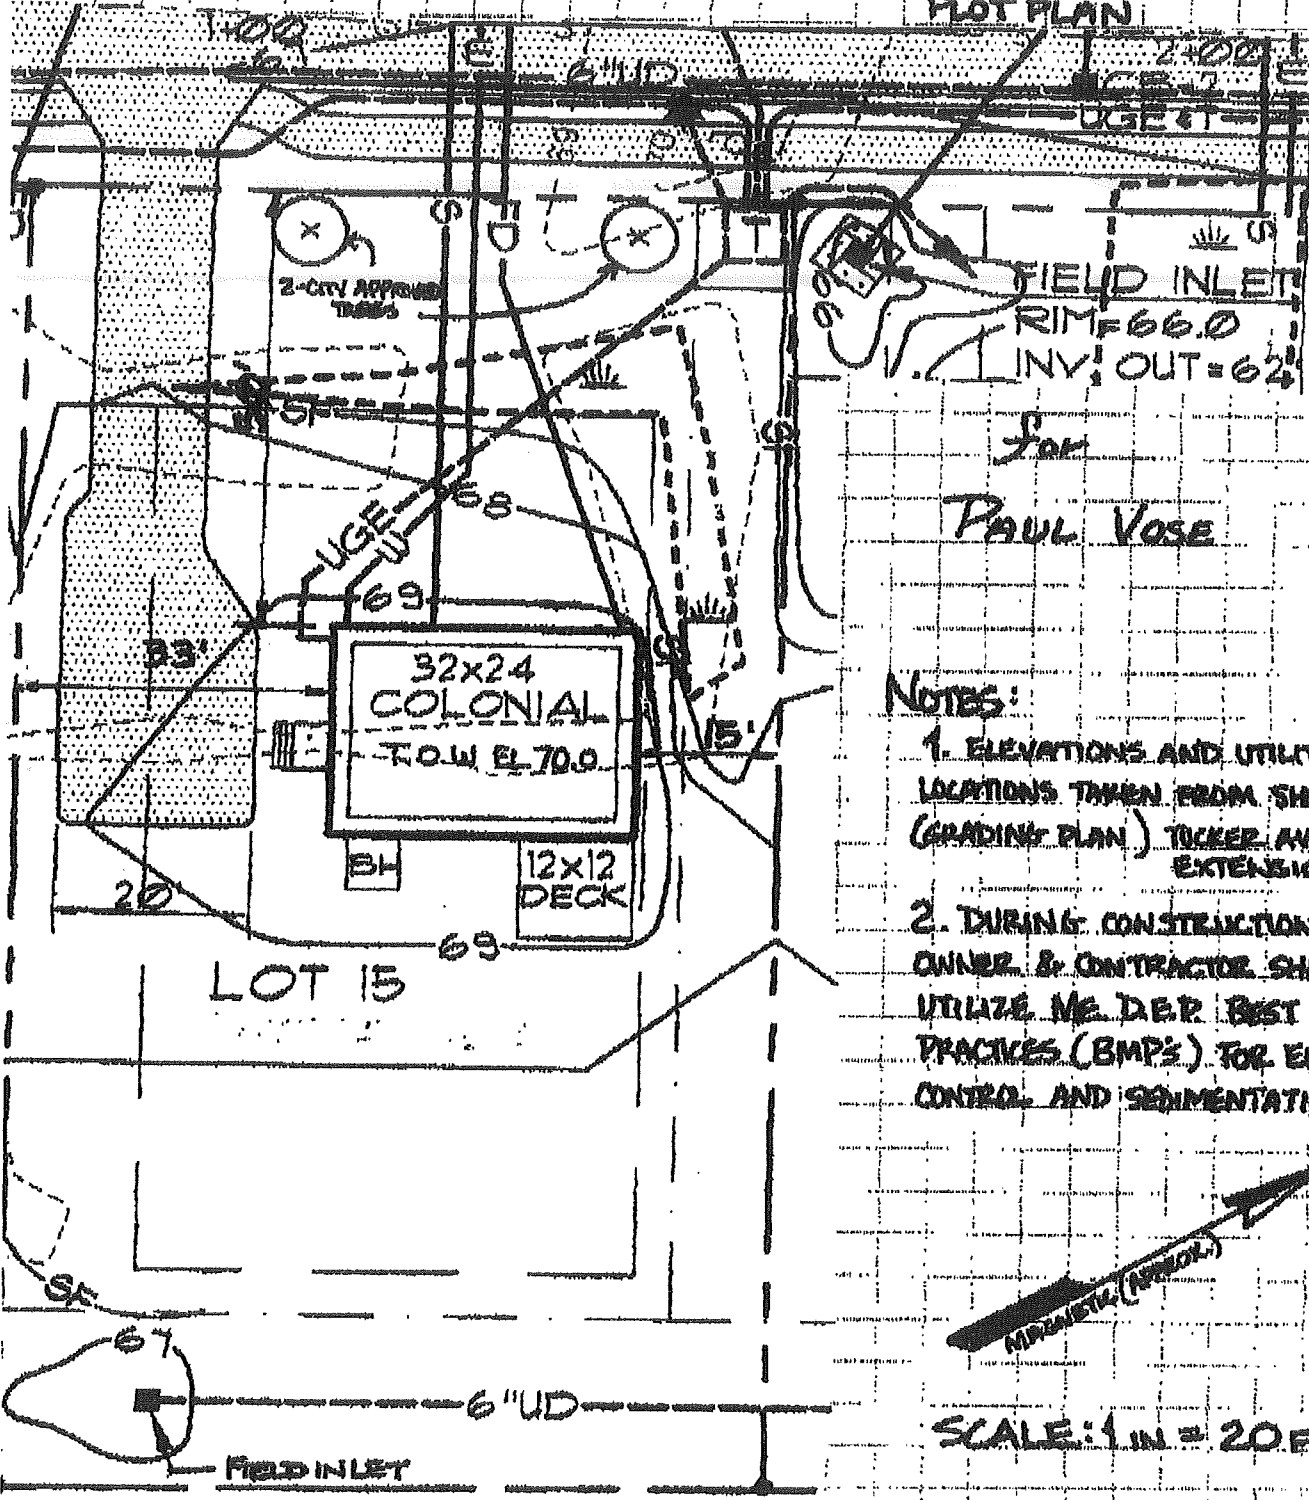 PLOT PLAN
1+00
2+00
6"UD
UGE+T
S
FD
S
2-CITY APPROVED
TREES
FIELD INLET
RIM=66.0
INV. OUT=62
for
PAUL VOSE
68
UGE
W
69
33'
32x24
COLONIAL
T.O.W EL 70.0
15'
NOTES:
1. ELEVATIONS AND UTILI
LOCATIONS TAKEN FROM SH
(GRADING PLAN) TUCKER AV
EXTENSI
BH
12x12
DECK
20'
69
2. DURING CONSTRUCTION
OWNER & CONTRACTOR SH
UTILIZE ME. D.E.P. BEST
PRACTICES (BMP'S) FOR E
CONTROL AND SEDIMENTATI
LOT 15
MAGNETIC (APPROX.)
SF
67
6"UD
SCALE: 1 IN = 20 F
FIELD INLET